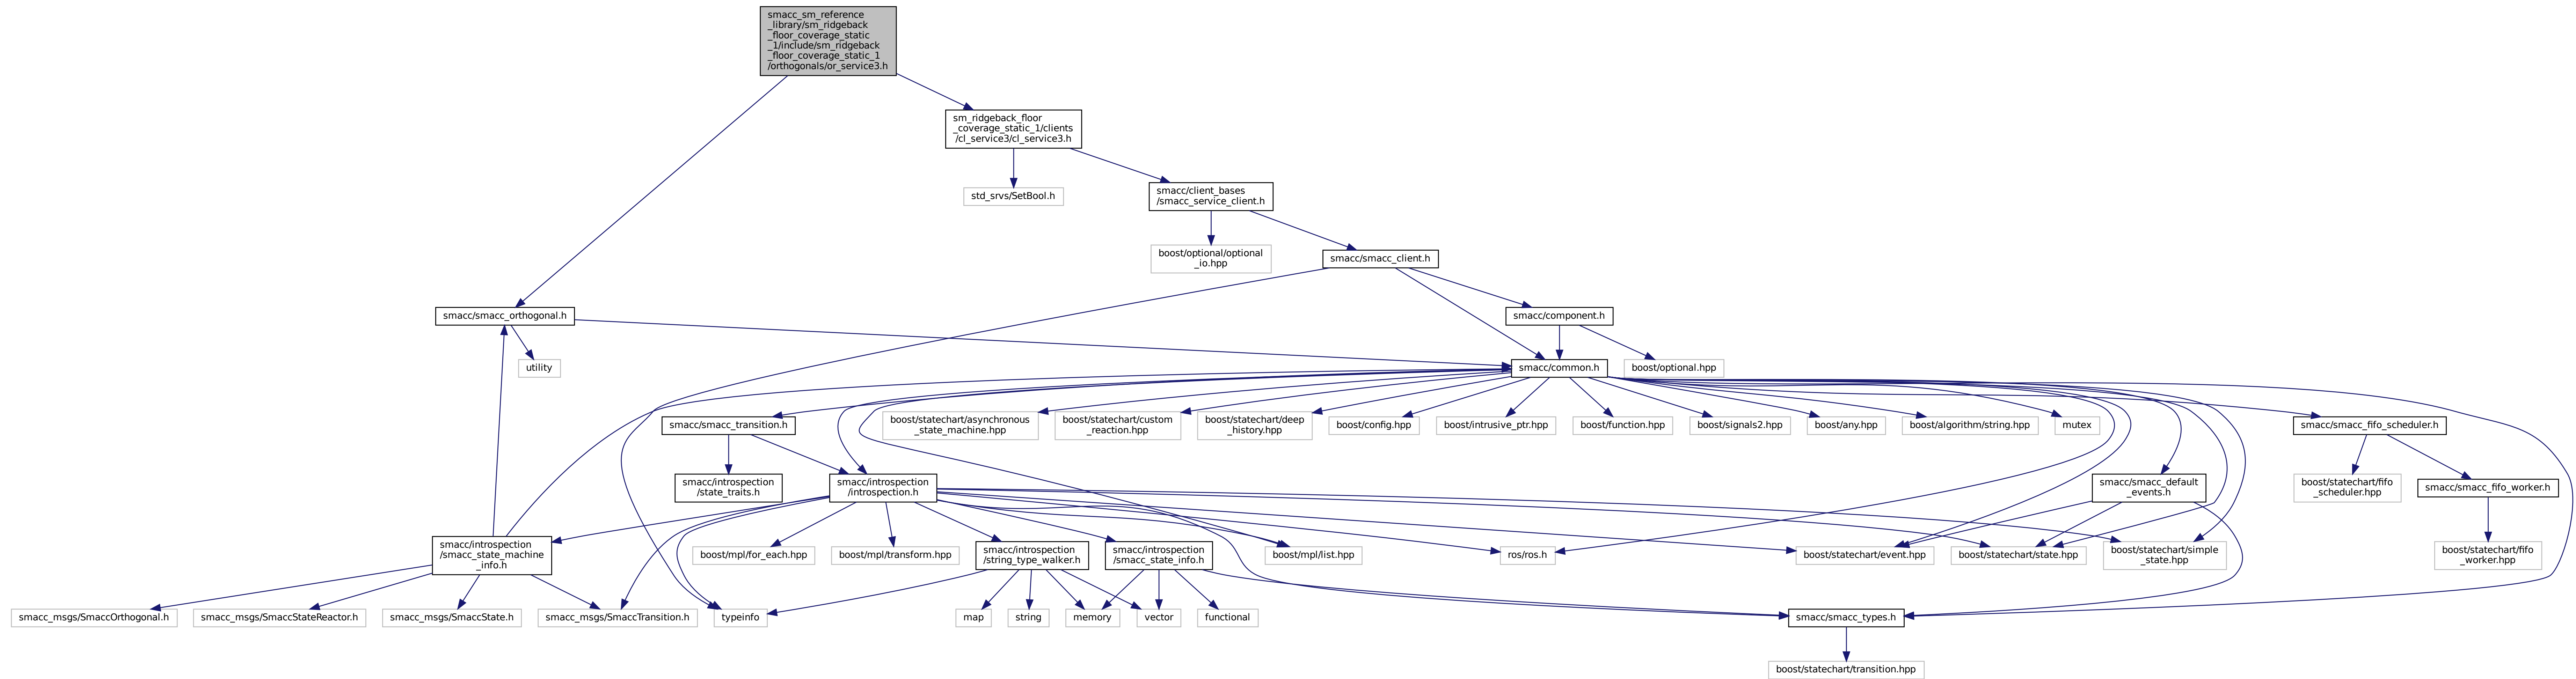 smacc_sm_reference
_library/sm_ridgeback
_floor_coverage_static
_1/include/sm_ridgeback
_floor_coverage_static_1
/orthogonals/or_service3.h
sm_ridgeback_floor
_coverage_static_1/clients
/cl_service3/cl_service3.h
std_srvs/SetBool.h
smacc/client_bases
/smacc_service_client.h
boost/optional/optional
_io.hpp
smacc/smacc_client.h
smacc/smacc_orthogonal.h
smacc/component.h
utility
smacc/common.h
boost/optional.hpp
smacc/smacc_transition.h
boost/statechart/asynchronous
_state_machine.hpp
boost/statechart/custom
_reaction.hpp
boost/statechart/deep
_history.hpp
boost/config.hpp
boost/intrusive_ptr.hpp
boost/function.hpp
boost/signals2.hpp
boost/any.hpp
boost/algorithm/string.hpp
mutex
smacc/smacc_fifo_scheduler.h
smacc/introspection
/state_traits.h
smacc/introspection
/introspection.h
smacc/smacc_default
_events.h
boost/statechart/fifo
_scheduler.hpp
smacc/smacc_fifo_worker.h
smacc/introspection
/smacc_state_machine
_info.h
boost/mpl/for_each.hpp
boost/mpl/transform.hpp
smacc/introspection
/string_type_walker.h
smacc/introspection
/smacc_state_info.h
boost/mpl/list.hpp
ros/ros.h
boost/statechart/event.hpp
boost/statechart/state.hpp
boost/statechart/simple
_state.hpp
boost/statechart/fifo
_worker.hpp
smacc_msgs/SmaccOrthogonal.h
smacc_msgs/SmaccStateReactor.h
smacc_msgs/SmaccState.h
smacc_msgs/SmaccTransition.h
typeinfo
map
string
memory
vector
functional
smacc/smacc_types.h
boost/statechart/transition.hpp